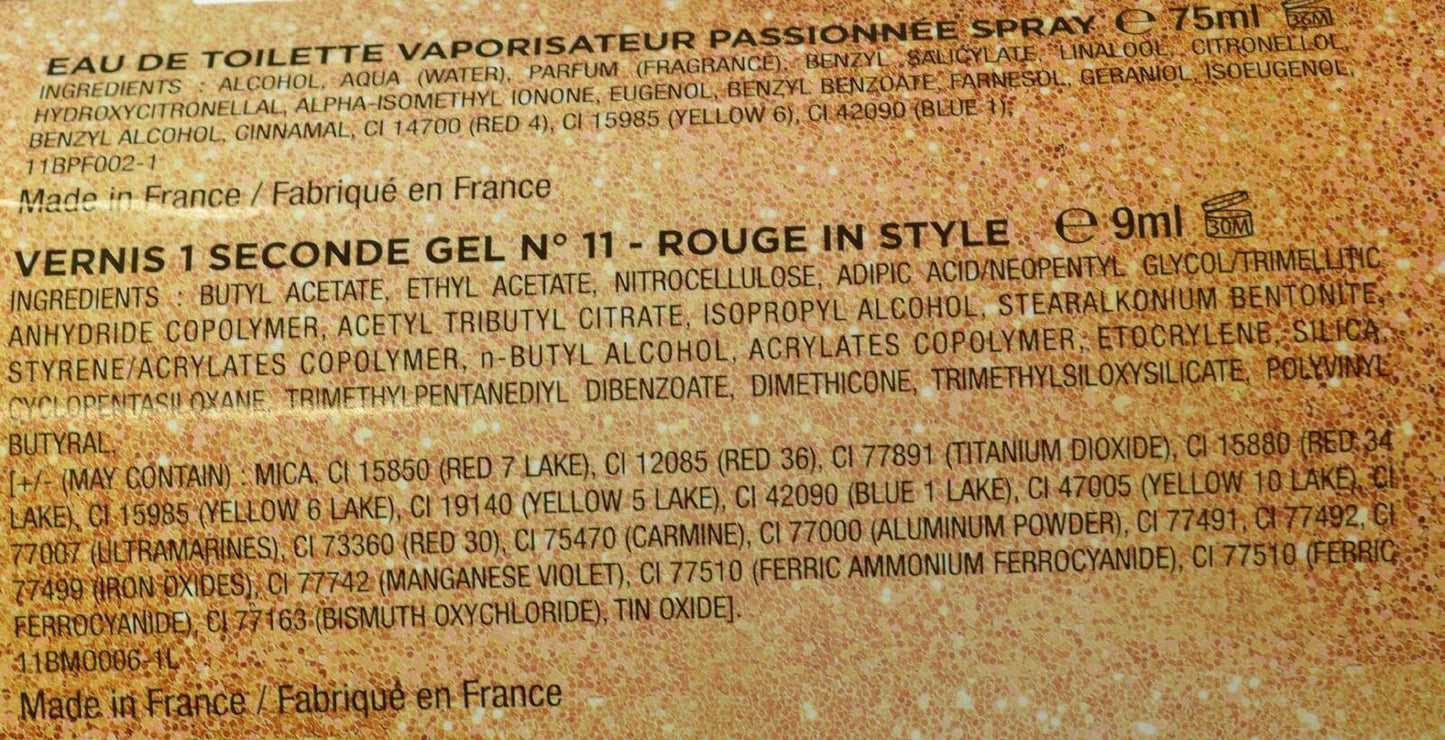 EAU DE TOILETTE VAPORISATEUR PASSIONNÉE SPRAY e 75ml 36M
INGREDIENTS : ALCOHOL, AQUA (WATER), PARFUM (FRAGRANCE), BENZYL SALICYLATE, LINALOOL, CITRONELLOL,
HYDROXYCITRONELLAL, ALPHA-ISOMETHYL IONONE, EUGENOL, BENZYL BENZOATE, FARNESOL, GERANIOL, ISOEUGENOL,
BENZYL ALCOHOL, CINNAMAL, CI 14700 (RED 4), CI 15985 (YELLOW 6), CI 42090 (BLUE 1),
11BPF002-1
Made in France / Fabriqué en France
VERNIS 1 SECONDE GEL N° 11 - ROUGE IN STYLE e 9ml 30M
INGREDIENTS : BUTYL ACETATE, ETHYL ACETATE, NITROCELLULOSE, ADIPIC ACID/NEOPENTYL GLYCOL/TRIMELLITIC
ANHYDRIDE COPOLYMER, ACETYL TRIBUTYL CITRATE, ISOPROPYL ALCOHOL, STEARALKONIUM BENTONITE,
STYRENE/ACRYLATES COPOLYMER, n-BUTYL ALCOHOL, ACRYLATES COPOLYMER, ETOCRYLENE, SILICA,
CYCLOPENTASILOXANE, TRIMETHYLPENTANEDIYL DIBENZOATE, DIMETHICONE, TRIMETHYLSILOXYSILICATE, POLYVINYL
BUTYRAL,
[+/- (MAY CONTAIN) : MICA, CI 15850 (RED 7 LAKE), CI 12085 (RED 36), CI 77891 (TITANIUM DIOXIDE), CI 15880 (RED 34
LAKE), CI 15985 (YELLOW 6 LAKE), CI 19140 (YELLOW 5 LAKE), CI 42090 (BLUE 1 LAKE), CI 47005 (YELLOW 10 LAKE), CI
77007 (ULTRAMARINES), CI 73360 (RED 30), CI 75470 (CARMINE), CI 77000 (ALUMINUM POWDER), CI 77491, CI 77492, CI
77499 (IRON OXIDES), CI 77742 (MANGANESE VIOLET), CI 77510 (FERRIC AMMONIUM FERROCYANIDE), CI 77510 (FERRIC
FERROCYANIDE), CI 77163 (BISMUTH OXYCHLORIDE), TIN OXIDE].
11BM0006-1L
Made in France / Fabriqué en France